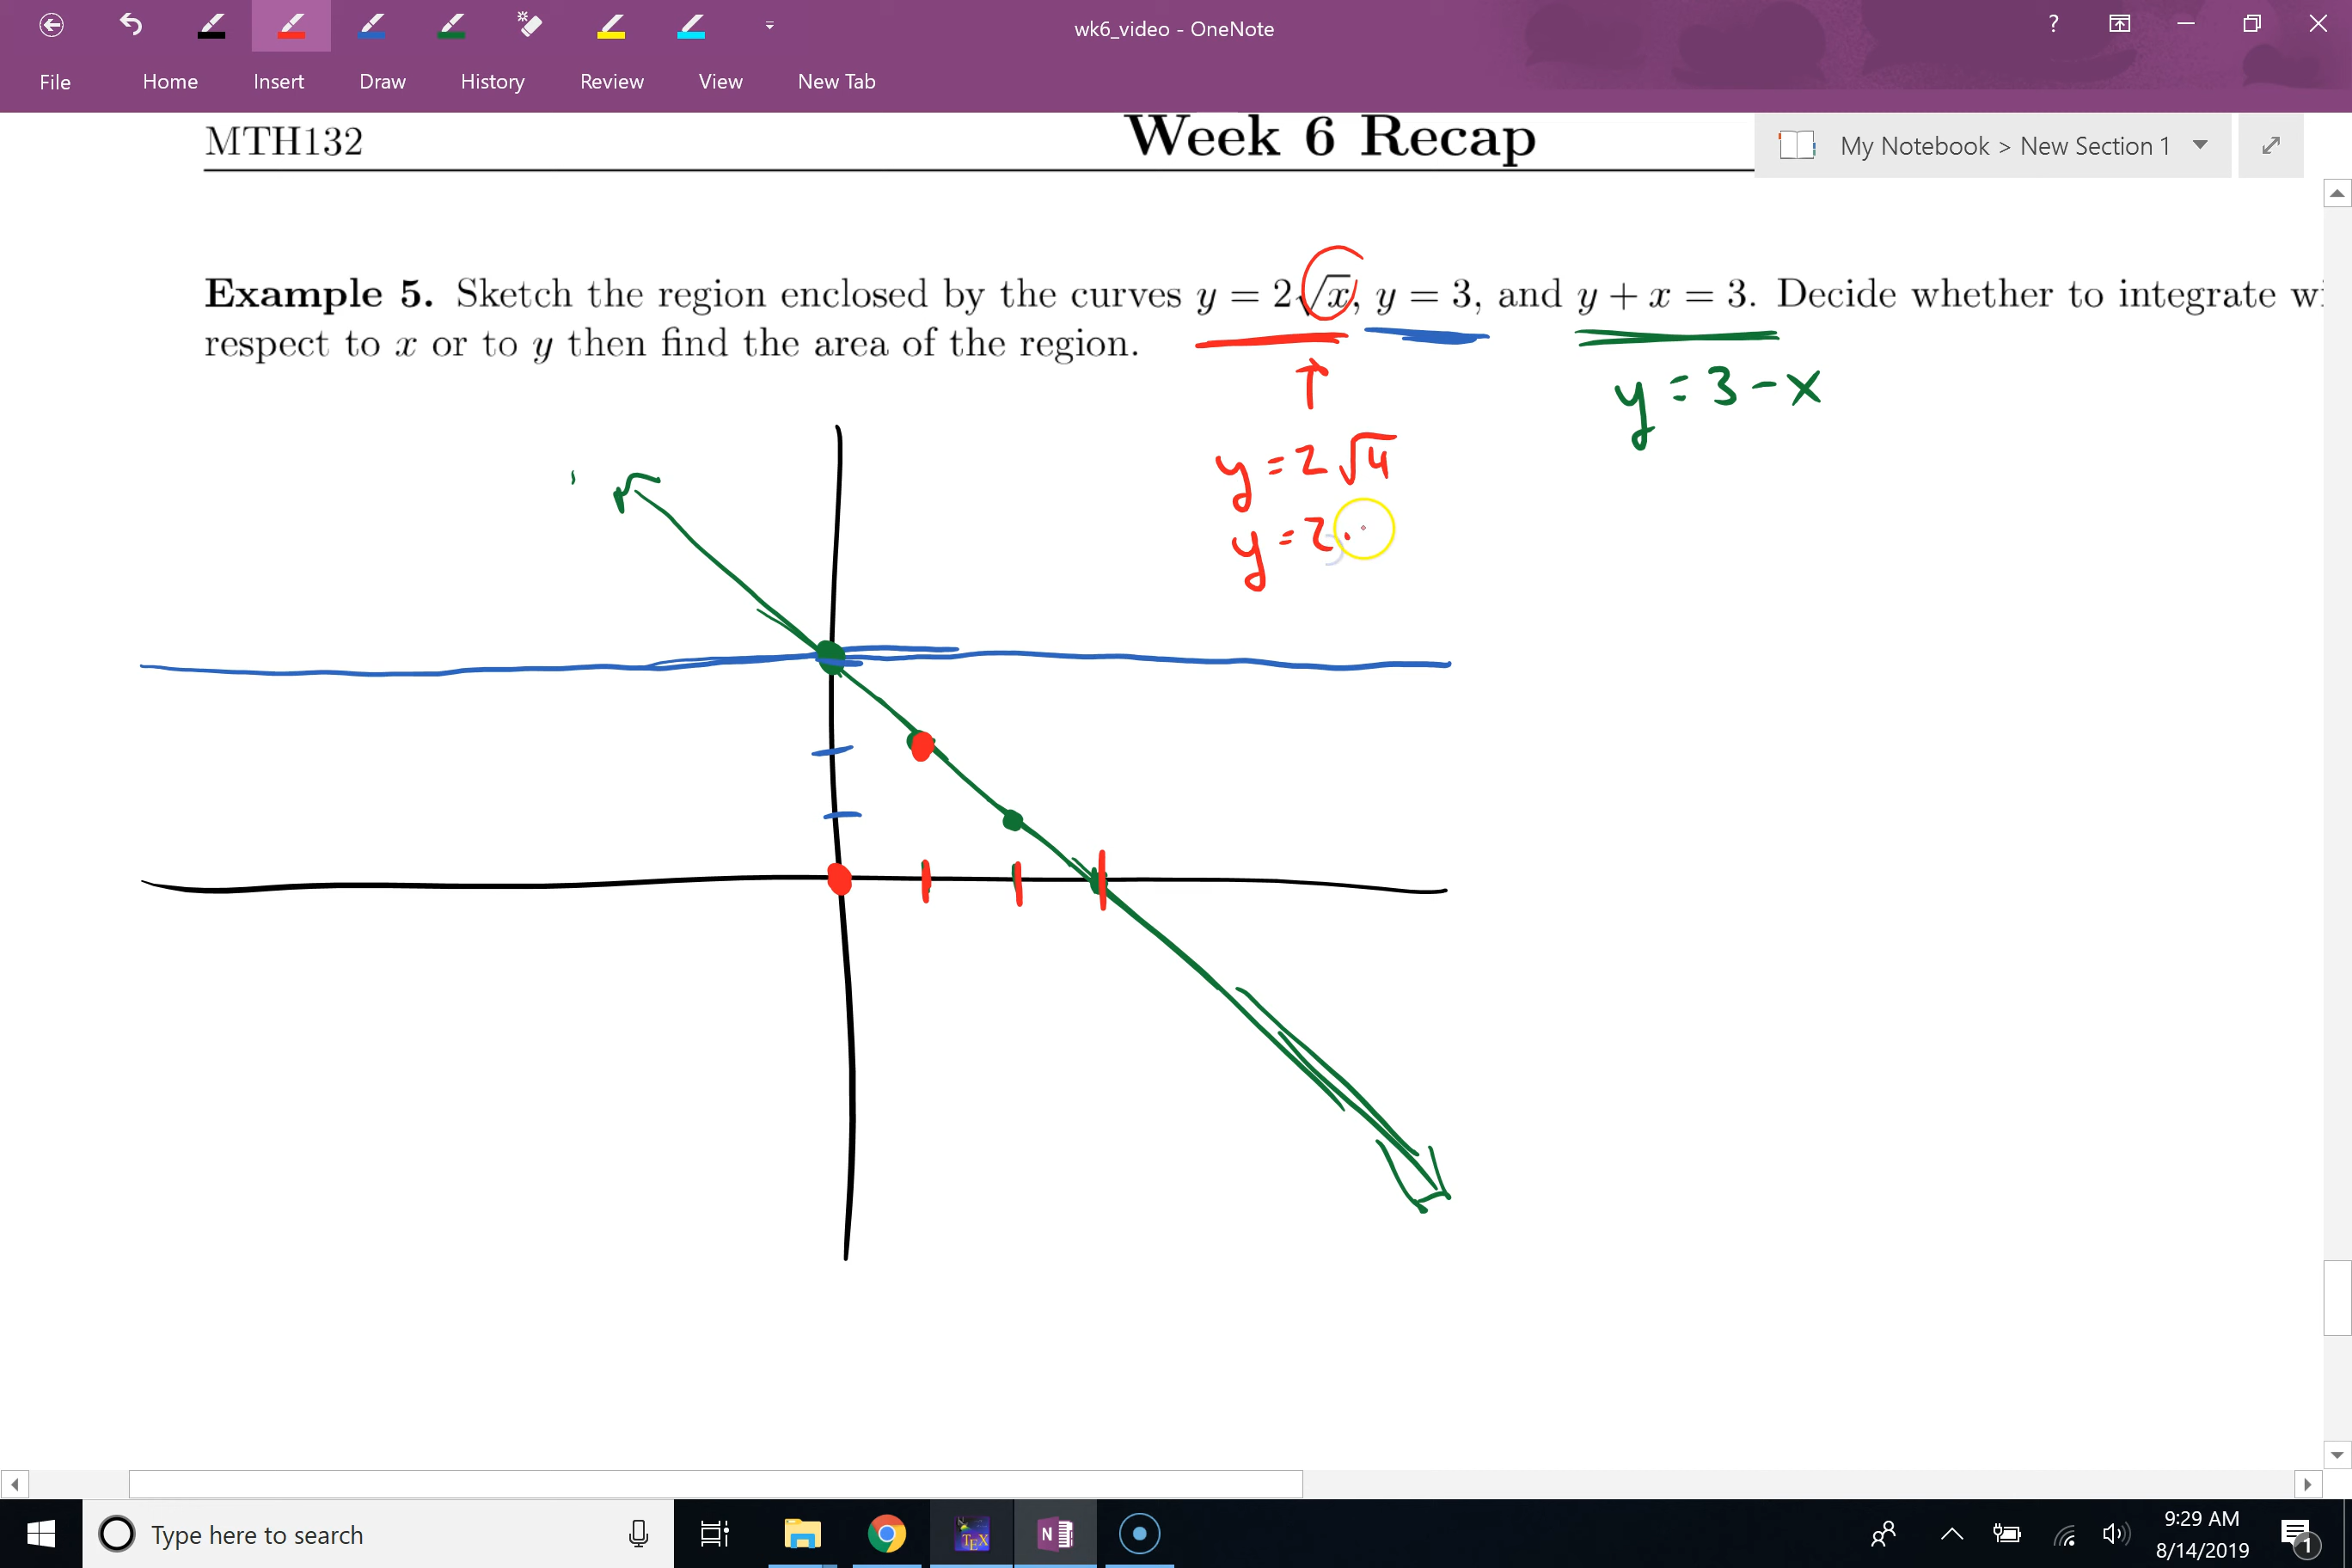 wk6_video - OneNote
?
File Home Insert Draw History Review View New Tab
MTH132
Week 6 Recap
My Notebook > New Section 1
Example 5. Sketch the region enclosed by the curves y = 2√x, y = 3, and y + x = 3. Decide whether to integrate wi
respect to x or to y then find the area of the region.
y = 3 - x
y = 2√4
y = 2 ·
Type here to search
TEX
N
9:29 AM
8/14/2019
1